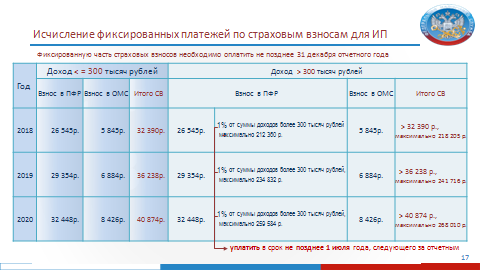 Исчисление фиксированных платежей по страховым взносам для ИП
Фиксированную часть страховых взносов необходимо оплатить не позднее 31 декабря отчетного года
Год
Доход < = 300 тысяч рублей
Доход > 300 тысяч рублей
Взнос в ПФР
Взнос в ОМС
Итого СВ
Взнос в ПФР
Взнос в ОМС
Итого СВ
2018
26 545р.
5 845р.
32 390р.
26 545р.
1% от суммы доходов более 300 тысяч рублей
максимально 212 360 р.
5 845р.
> 32 390 р.,
максимально 218 205 р.
2019
29 354р.
6 884р.
36 238р.
29 354р.
1% от суммы доходов более 300 тысяч рублей,
максимально 234 832 р.
6 884р.
> 36 238 р.,
максимально 241 716 р.
2020
32 448р.
8 426р.
40 874р.
32 448р.
1% от суммы доходов более 300 тысяч рублей,
максимально 259 584 р.
8 426р.
> 40 874 р.,
максимально 268 010 р.
уплатить в срок не позднее 1 июля года, следующего за отчетным
17